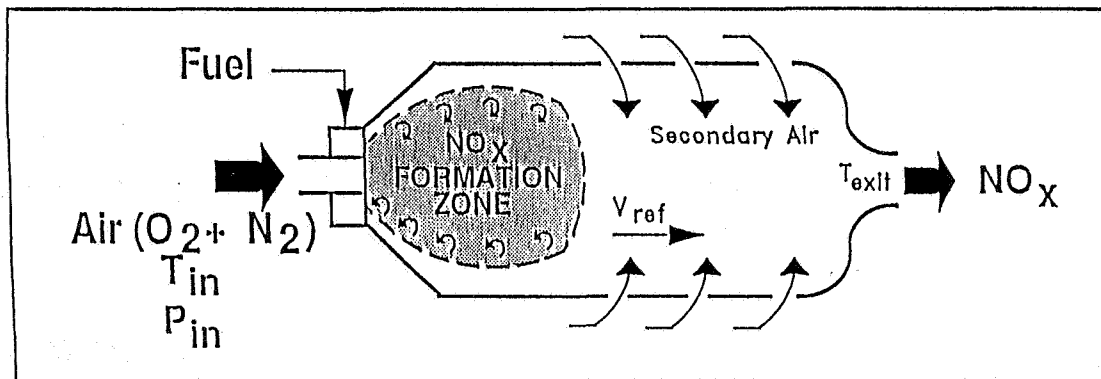 Fuel
NOX
FORMATION
ZONE
Secondary Air
Texit
NOX
Vref
Air (O2+ N2)
Tin
Pin